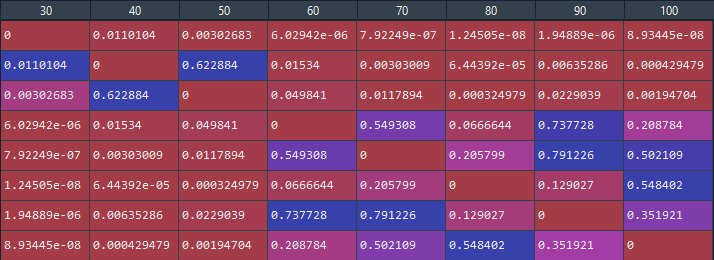 30 40 50 60 70 80 90 100
0 0.0110104 0.00302683 6.02942e-06 7.92249e-07 1.24505e-08 1.94889e-06 8.93445e-08
0.0110104 0 0.622884 0.01534 0.00303009 6.44392e-05 0.00635286 0.000429479
0.00302683 0.622884 0 0.049841 0.0117894 0.000324979 0.0229039 0.00194704
6.02942e-06 0.01534 0.049841 0 0.549308 0.0666644 0.737728 0.208784
7.92249e-07 0.00303009 0.0117894 0.549308 0 0.205799 0.791226 0.502109
1.24505e-08 6.44392e-05 0.000324979 0.0666644 0.205799 0 0.129027 0.548402
1.94889e-06 0.00635286 0.0229039 0.737728 0.791226 0.129027 0 0.351921
8.93445e-08 0.000429479 0.00194704 0.208784 0.502109 0.548402 0.351921 0